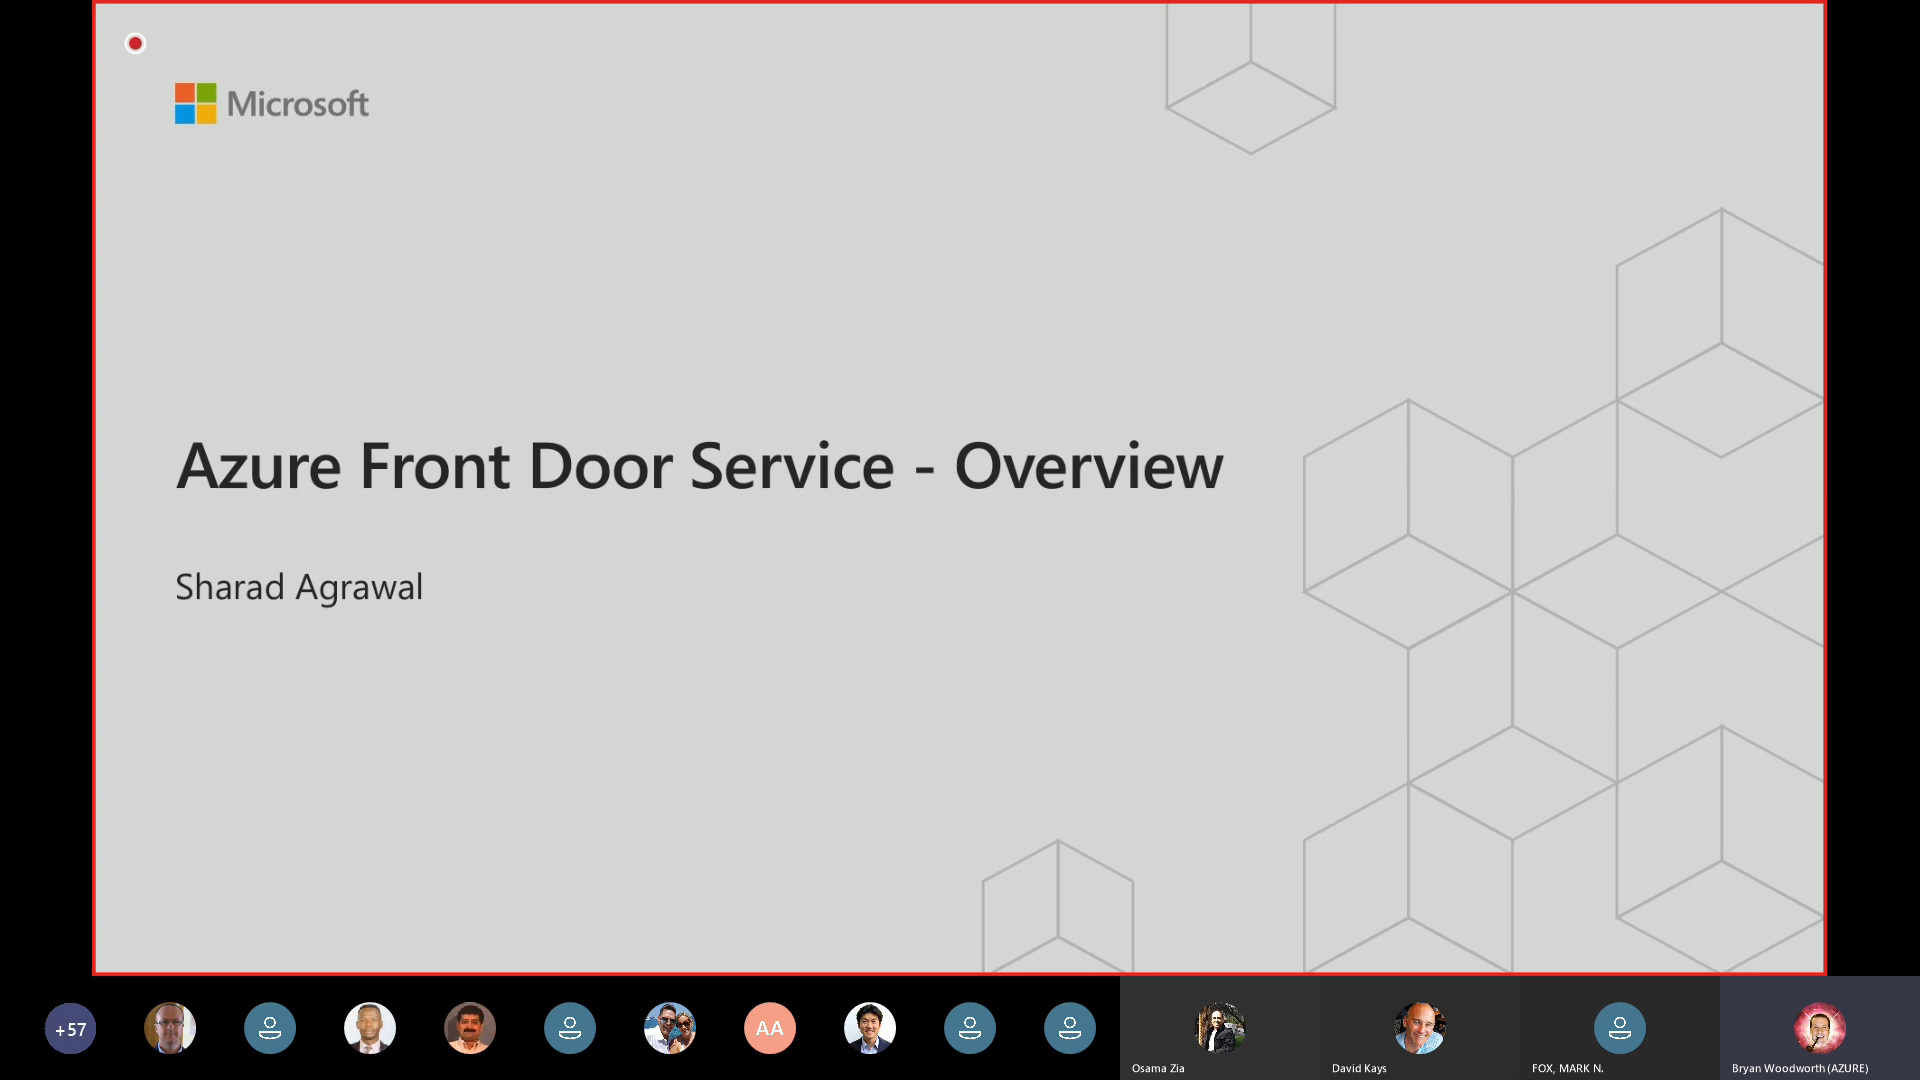 Microsoft
Azure Front Door Service - Overview
Sharad Agrawal
+57
AA
Osama Zia
David Kays
FOX, MARK N.
Bryan Woodworth (AZURE)